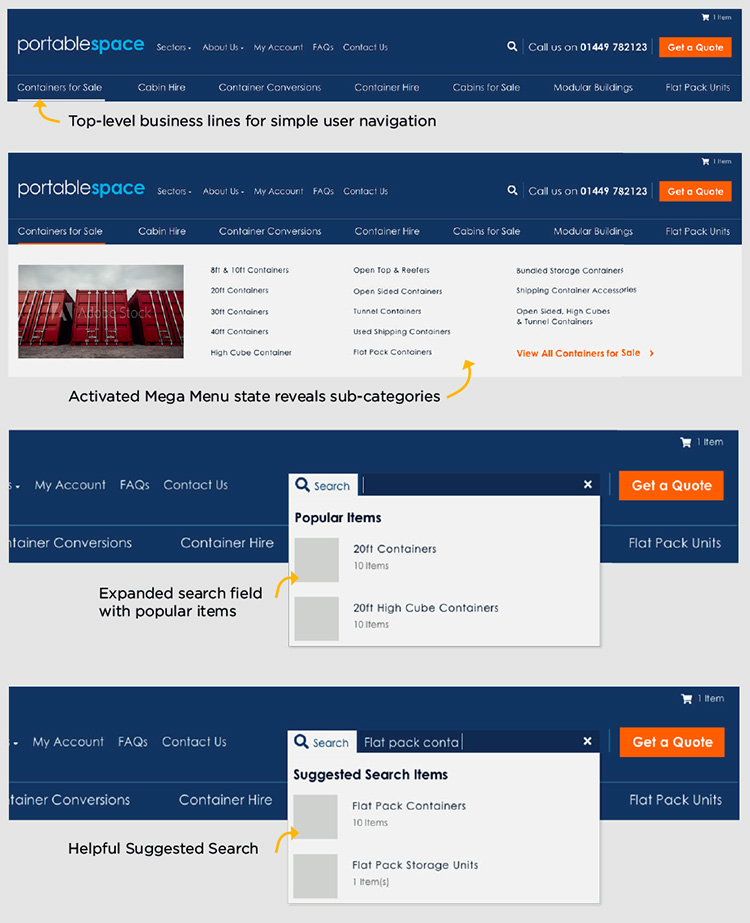 1 Item
portablespace Sectors About Us My Account FAQs Contact Us Call us on 01449 782123 Get a Quote
Containers for Sale Cabin Hire Container Conversions Container Hire Cabins for Sale Modular Buildings Flat Pack Units
Top-level business lines for simple user navigation
1 Item
portablespace Sectors About Us My Account FAQs Contact Us Call us on 01449 782123 Get a Quote
Containers for Sale Cabin Hire Container Conversions Container Hire Cabins for Sale Modular Buildings Flat Pack Units
Adobe Stock
8ft & 10ft Containers
20ft Containers
30ft Containers
40ft Containers
High Cube Container
Open Top & Reefers
Open Sided Containers
Tunnel Containers
Used Shipping Containers
Flat Pack Containers
Bundled Storage Containers
Shipping Container Accessories
Open Sided, High Cubes
& Tunnel Containers
View All Containers for Sale
Activated Mega Menu state reveals sub-categories
1 Item
s My Account FAQs Contact Us Search Get a Quote
ntainer Conversions Container Hire Flat Pack Units
Popular Items
20ft Containers
10 Items
20ft High Cube Containers
10 Items
Expanded search field
with popular items
1 Item
s My Account FAQs Contact Us Search Flat pack conta Get a Quote
tainer Conversions Container Hire Flat Pack Units
Suggested Search Items
Flat Pack Containers
10 Items
Flat Pack Storage Units
1 Item(s)
Helpful Suggested Search